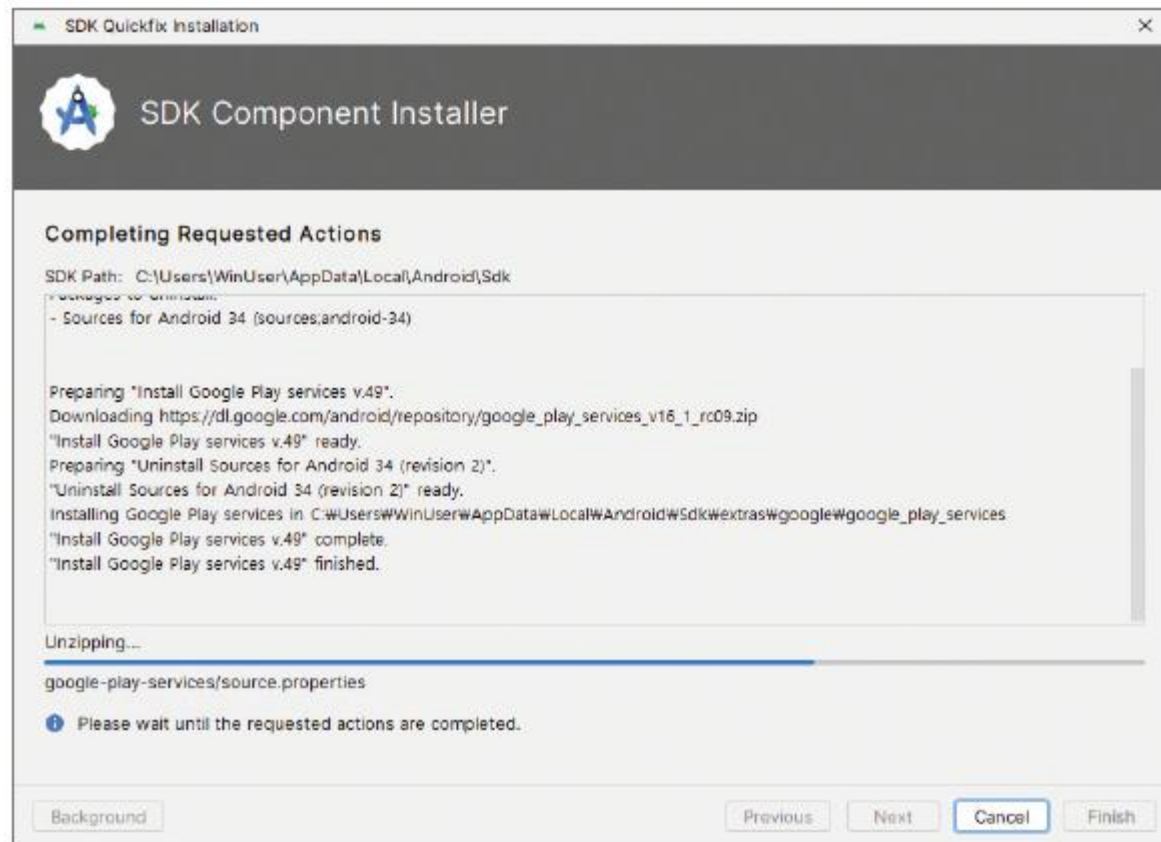 SDK Quickfix Installation
SDK Component Installer
Completing Requested Actions
SDK Path: C:\Users\WinUser\AppData\Local\Android\Sdk
Packages to uninstall:
- Sources for Android 34 (sources;android-34)
Preparing "Install Google Play services v.49".
Downloading https://dl.google.com/android/repository/google_play_services_v16_1_rc09.zip
"Install Google Play services v.49" ready.
Preparing "Uninstall Sources for Android 34 (revision 2)".
"Uninstall Sources for Android 34 (revision 2)" ready.
Installing Google Play services in C:₩Users₩WinUser₩AppData₩Local₩Android₩Sdk₩extras₩google₩google_play_services
"Install Google Play services v.49" complete.
"Install Google Play services v.49" finished.
Unzipping...
google-play-services/source.properties
Please wait until the requested actions are completed.
Background
Previous
Next
Cancel
Finish